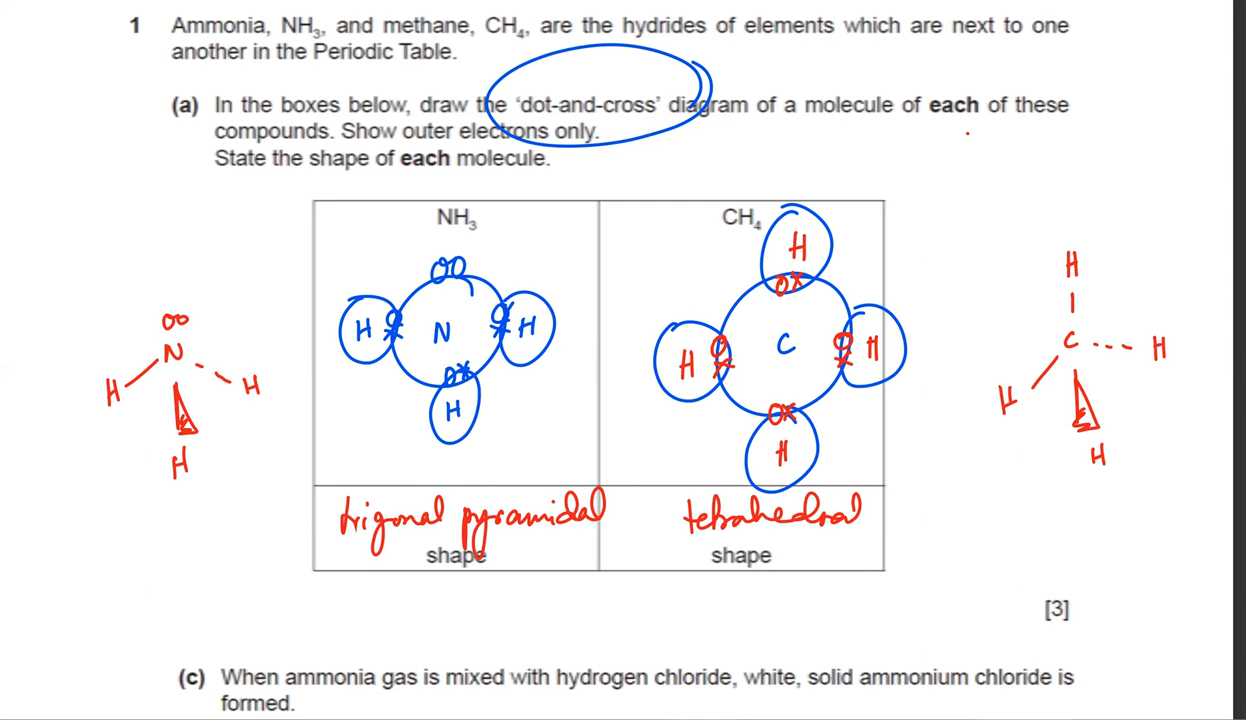 1 Ammonia, NH₃, and methane, CH₄, are the hydrides of elements which are next to one
another in the Periodic Table.
(a) In the boxes below, draw the 'dot-and-cross' diagram of a molecule of each of these
compounds. Show outer electrons only.
State the shape of each molecule.
NH₃ CH₄
H
H
N
H
H
H
N
H
H
H
C
H
H
H
C
H
H
H
trigonal pyramidal tetrahedral
shape shape
[3]
(c) When ammonia gas is mixed with hydrogen chloride, white, solid ammonium chloride is
formed.